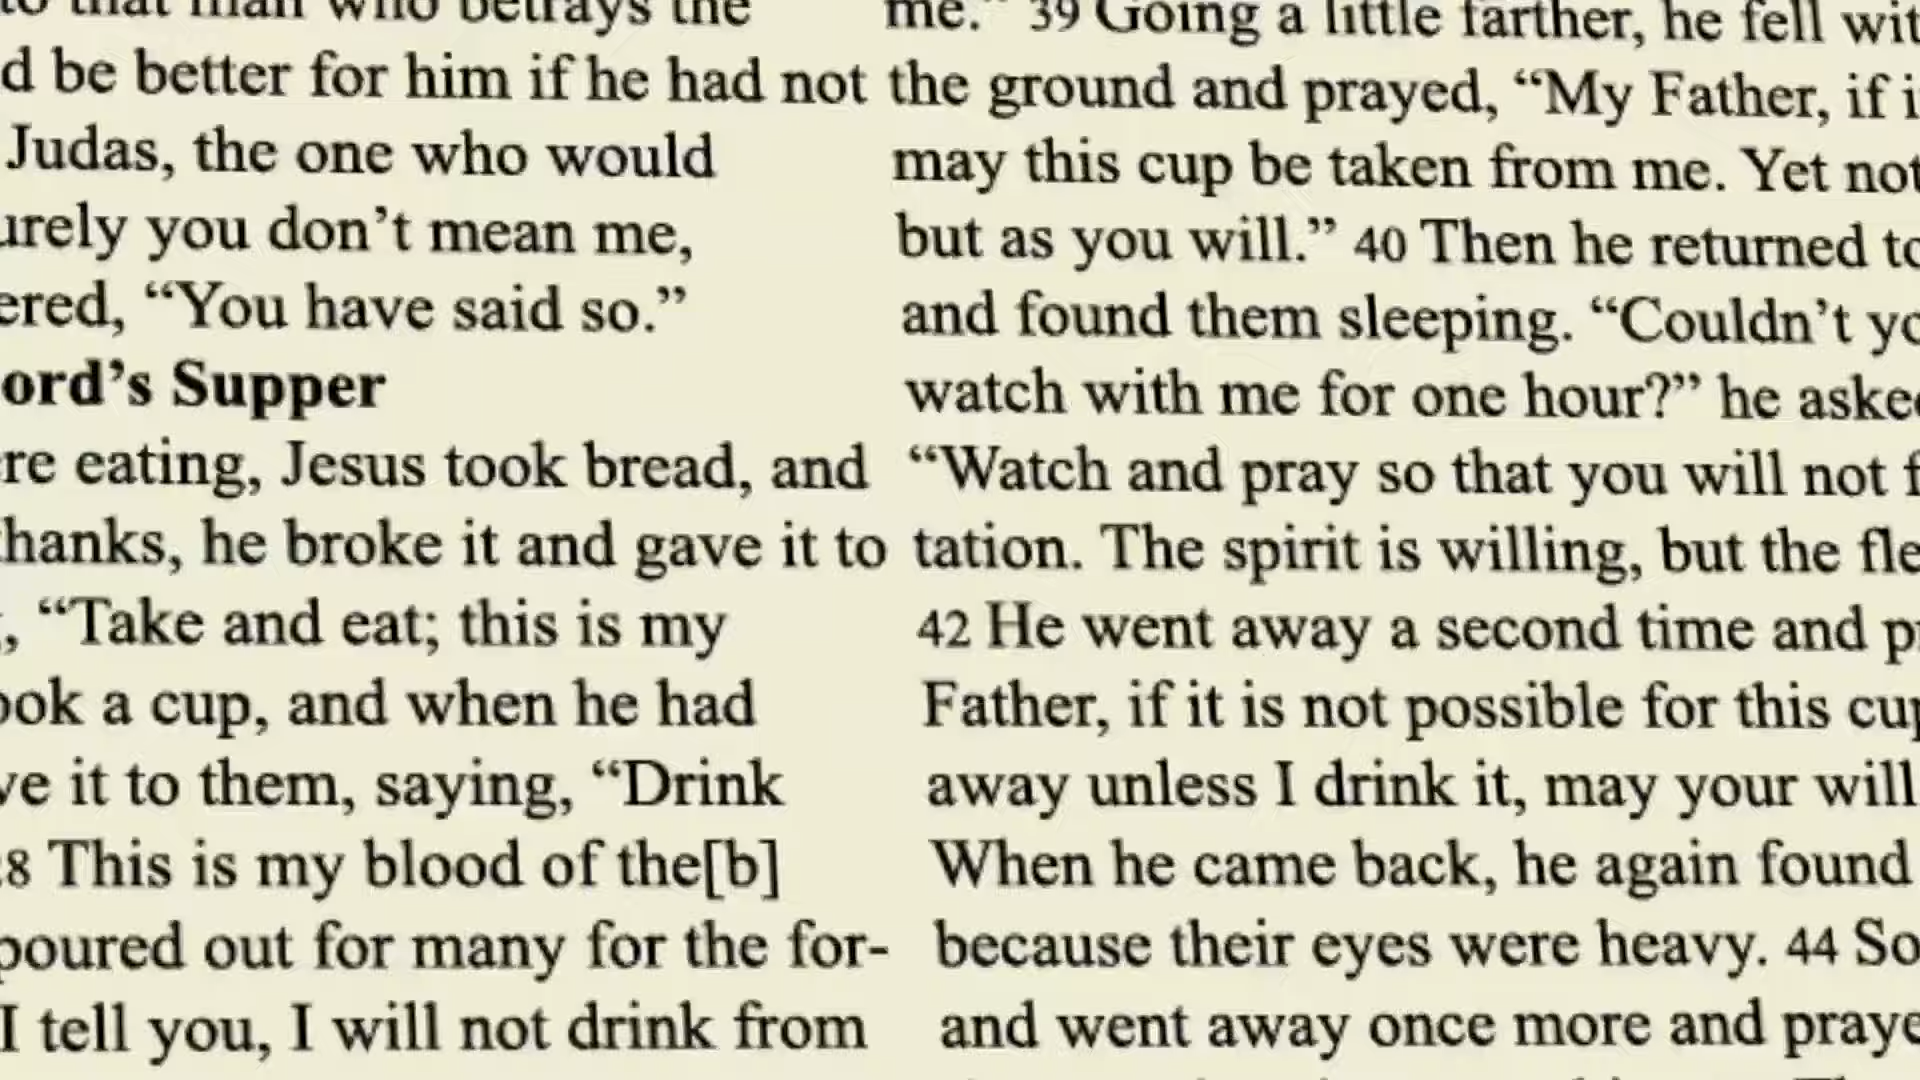 to that man who betrays the
d be better for him if he had not
Judas, the one who would
urely you don’t mean me,
ered, “You have said so.”
ord’s Supper
re eating, Jesus took bread, and
hanks, he broke it and gave it to
, “Take and eat; this is my
ook a cup, and when he had
ve it to them, saying, “Drink
28 This is my blood of the[b]
poured out for many for the for-
I tell you, I will not drink from
me.” 39 Going a little farther, he fell wit
the ground and prayed, “My Father, if i
may this cup be taken from me. Yet not
but as you will.” 40 Then he returned to
and found them sleeping. “Couldn’t yo
watch with me for one hour?” he aske
“Watch and pray so that you will not f
tation. The spirit is willing, but the fle
42 He went away a second time and p
Father, if it is not possible for this cup
away unless I drink it, may your will
When he came back, he again found
because their eyes were heavy. 44 So
and went away once more and praye